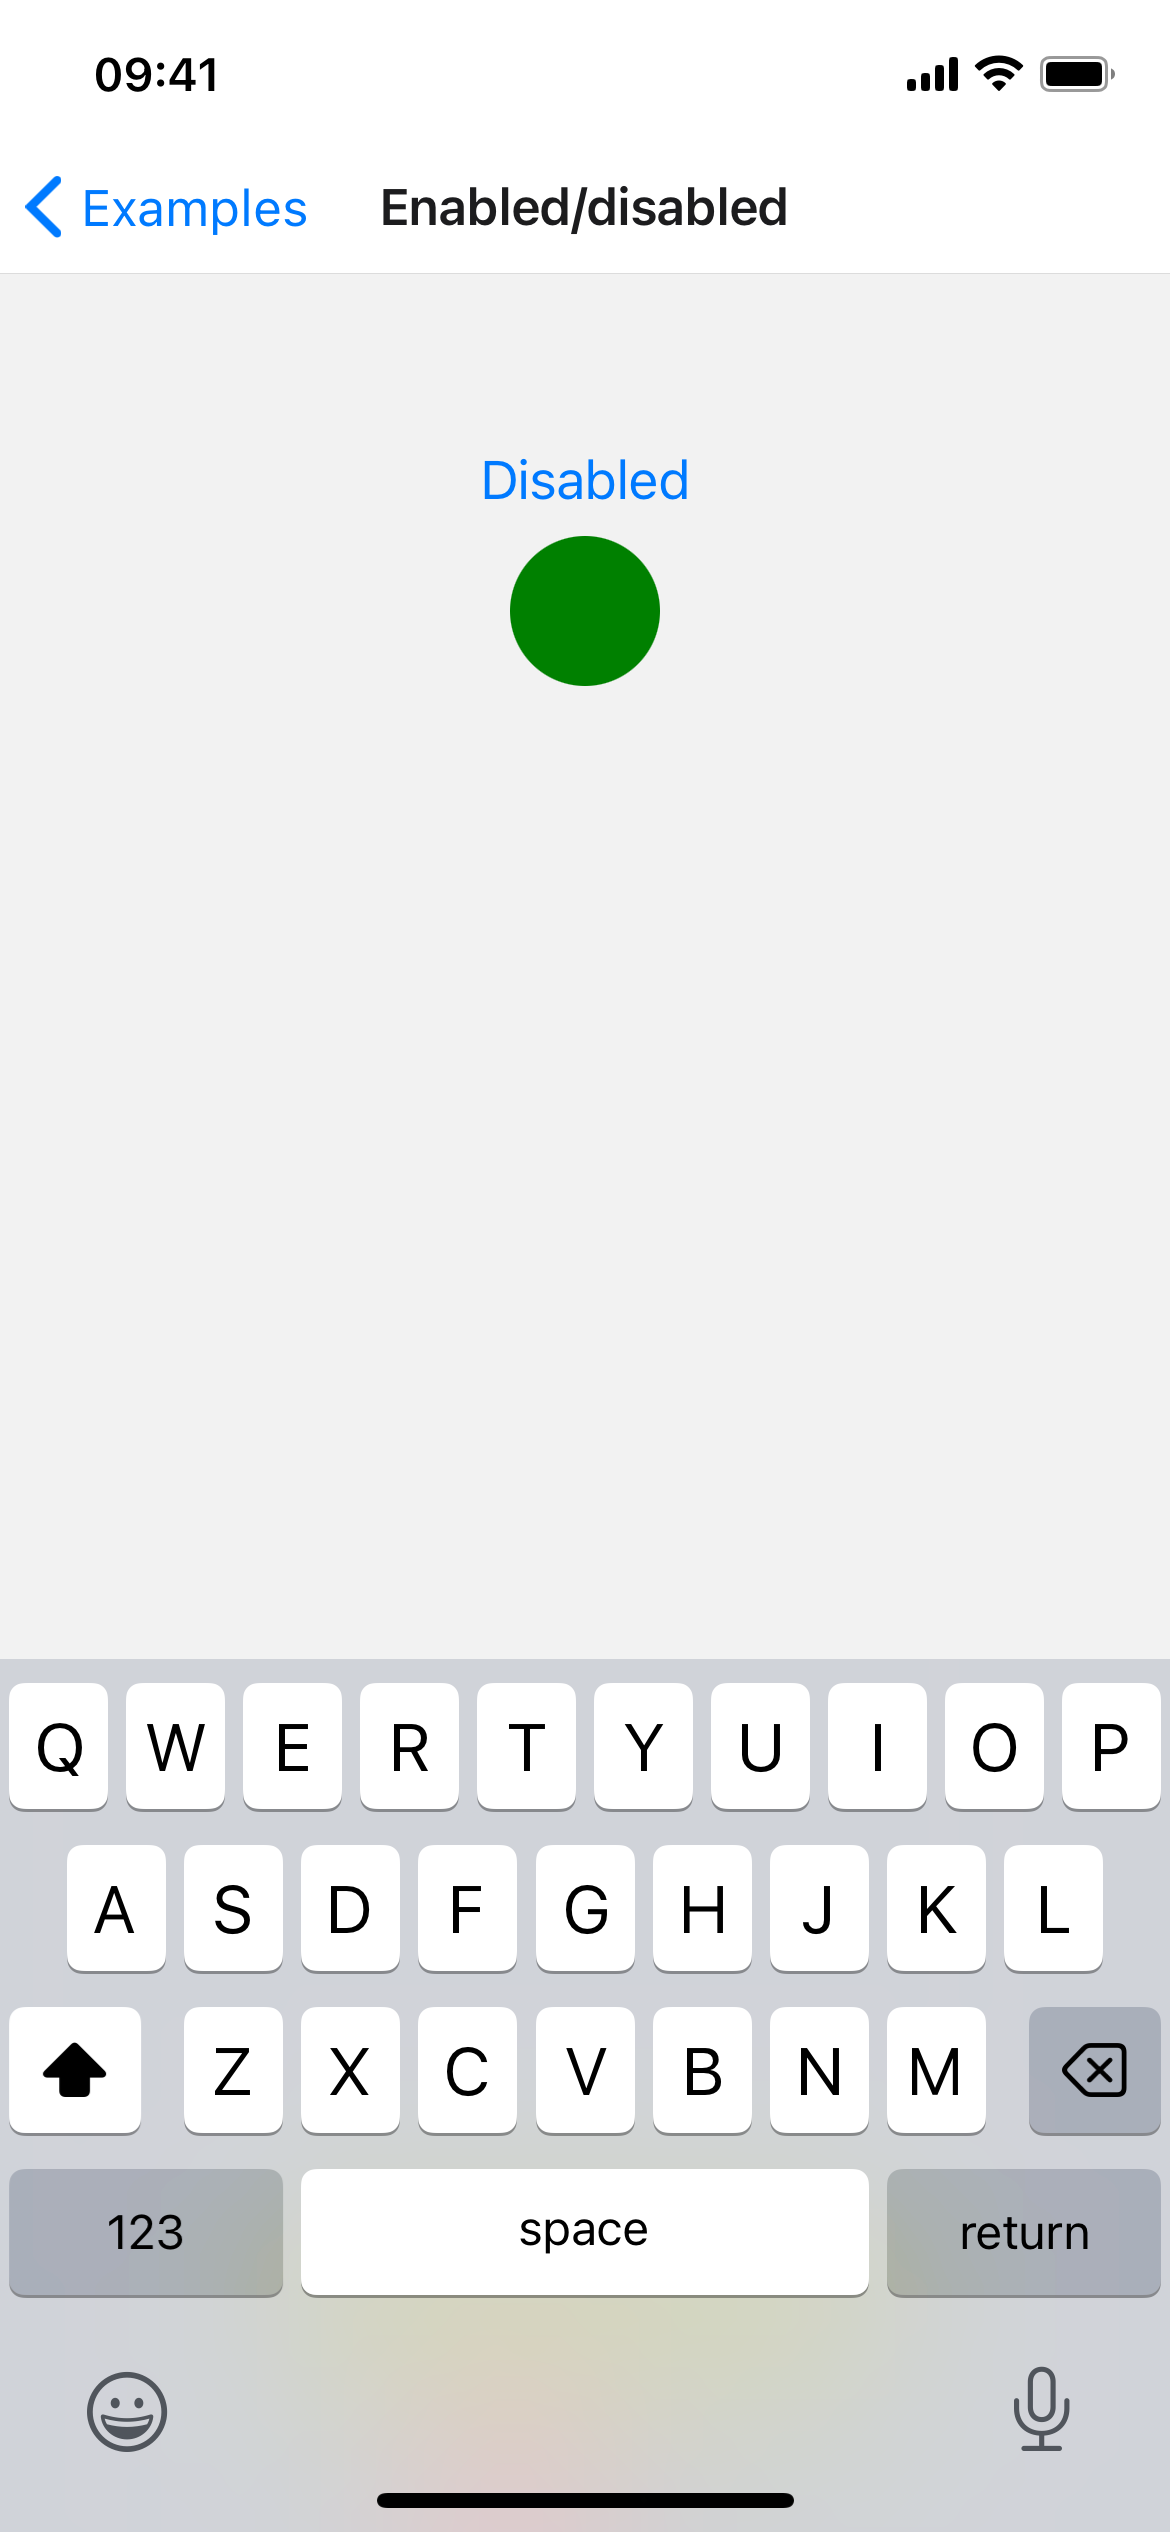 09:41
Examples Enabled/disabled
Disabled
Q W E R T Y U I O P
A S D F G H J K L
Z X C V B N M
123 space return